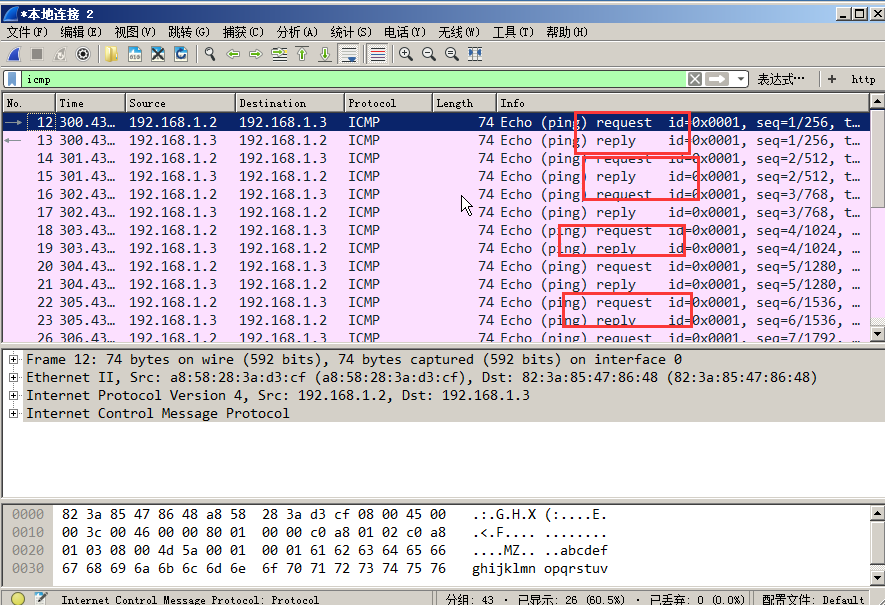 *本地连接 2
文件(F) 编辑(E) 视图(V) 跳转(G) 捕获(C) 分析(A) 统计(S) 电话(Y) 无线(W) 工具(T) 帮助(H)
icmp 表达式… + http
No. Time Source Destination Protocol Length Info
12 300.43… 192.168.1.2 192.168.1.3 ICMP 74 Echo (ping) request id=0x0001, seq=1/256, t…
13 300.43… 192.168.1.3 192.168.1.2 ICMP 74 Echo (ping) reply id=0x0001, seq=1/256, t…
14 301.43… 192.168.1.2 192.168.1.3 ICMP 74 Echo (ping) request id=0x0001, seq=2/512, t…
15 301.43… 192.168.1.3 192.168.1.2 ICMP 74 Echo (ping) reply id=0x0001, seq=2/512, t…
16 302.43… 192.168.1.2 192.168.1.3 ICMP 74 Echo (ping) request id=0x0001, seq=3/768, t…
17 302.43… 192.168.1.3 192.168.1.2 ICMP 74 Echo (ping) reply id=0x0001, seq=3/768, t…
18 303.43… 192.168.1.2 192.168.1.3 ICMP 74 Echo (ping) request id=0x0001, seq=4/1024, …
19 303.43… 192.168.1.3 192.168.1.2 ICMP 74 Echo (ping) reply id=0x0001, seq=4/1024, …
20 304.43… 192.168.1.2 192.168.1.3 ICMP 74 Echo (ping) request id=0x0001, seq=5/1280, …
21 304.43… 192.168.1.3 192.168.1.2 ICMP 74 Echo (ping) reply id=0x0001, seq=5/1280, …
22 305.43… 192.168.1.2 192.168.1.3 ICMP 74 Echo (ping) request id=0x0001, seq=6/1536, …
23 305.43… 192.168.1.3 192.168.1.2 ICMP 74 Echo (ping) reply id=0x0001, seq=6/1536, …
26 306.43… 192.168.1.2 192.168.1.3 ICMP 74 Echo (ping) request id=0x0001, seq=7/1792, …
Frame 12: 74 bytes on wire (592 bits), 74 bytes captured (592 bits) on interface 0
Ethernet II, Src: a8:58:28:3a:d3:cf (a8:58:28:3a:d3:cf), Dst: 82:3a:85:47:86:48 (82:3a:85:47:86:48)
Internet Protocol Version 4, Src: 192.168.1.2, Dst: 192.168.1.3
Internet Control Message Protocol
0000 82 3a 85 47 86 48 a8 58 28 3a d3 cf 08 00 45 00 .:.G.H.X (:....E.
0010 00 3c 00 46 00 00 80 01 00 00 c0 a8 01 02 c0 a8 .<.F.... ........
0020 01 03 08 00 4d 5a 00 01 00 01 61 62 63 64 65 66 ....MZ.. ..abcdef
0030 67 68 69 6a 6b 6c 6d 6e 6f 70 71 72 73 74 75 76 ghijklmn opqrstuv
Internet Control Message Protocol: Protocol 分组: 43 · 已显示: 26 (60.5%) · 已丢弃: 0 (0.0%) 配置文件: Default